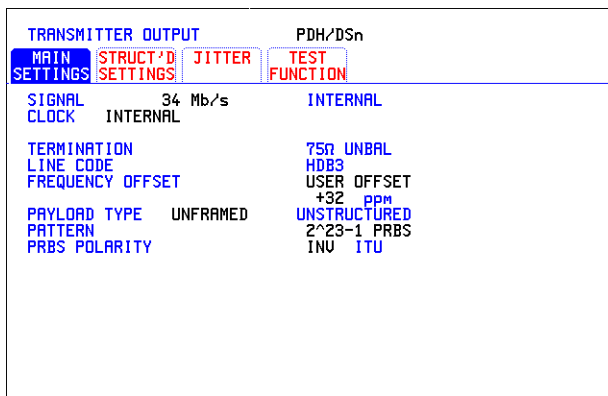 TRANSMITTER OUTPUT PDH/DSn
MAIN SETTINGS STRUCT'D SETTINGS JITTER TEST FUNCTION
SIGNAL 34 Mb/s INTERNAL
CLOCK INTERNAL
TERMINATION 75Ω UNBAL
LINE CODE HDB3
FREQUENCY OFFSET USER OFFSET
+32 ppm
PAYLOAD TYPE UNFRAMED UNSTRUCTURED
PATTERN 2^23-1 PRBS
PRBS POLARITY INV ITU